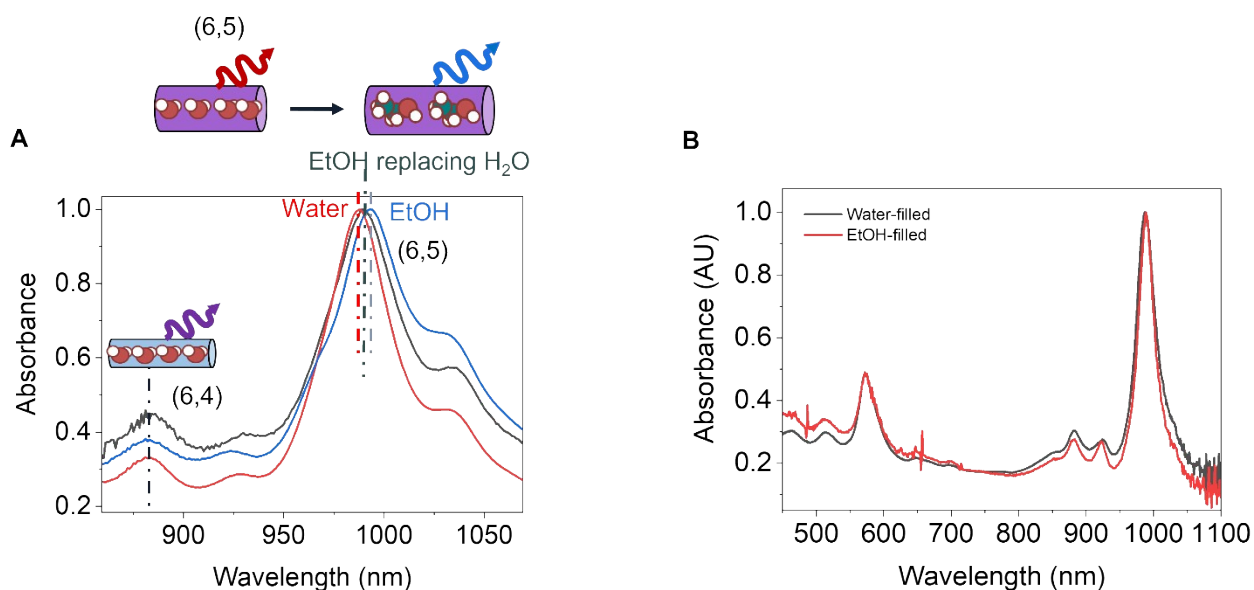 (6,5)
A
EtOH replacing H₂O
Water
EtOH
(6,5)
(6,4)
1.0
0.8
0.6
0.4
0.2
Absorbance
900
950
1000
1050
Wavelength (nm)
B
Water-filled
EtOH-filled
1.0
0.8
0.6
0.4
0.2
Absorbance (AU)
500
600
700
800
900
1000
1100
Wavelength (nm)